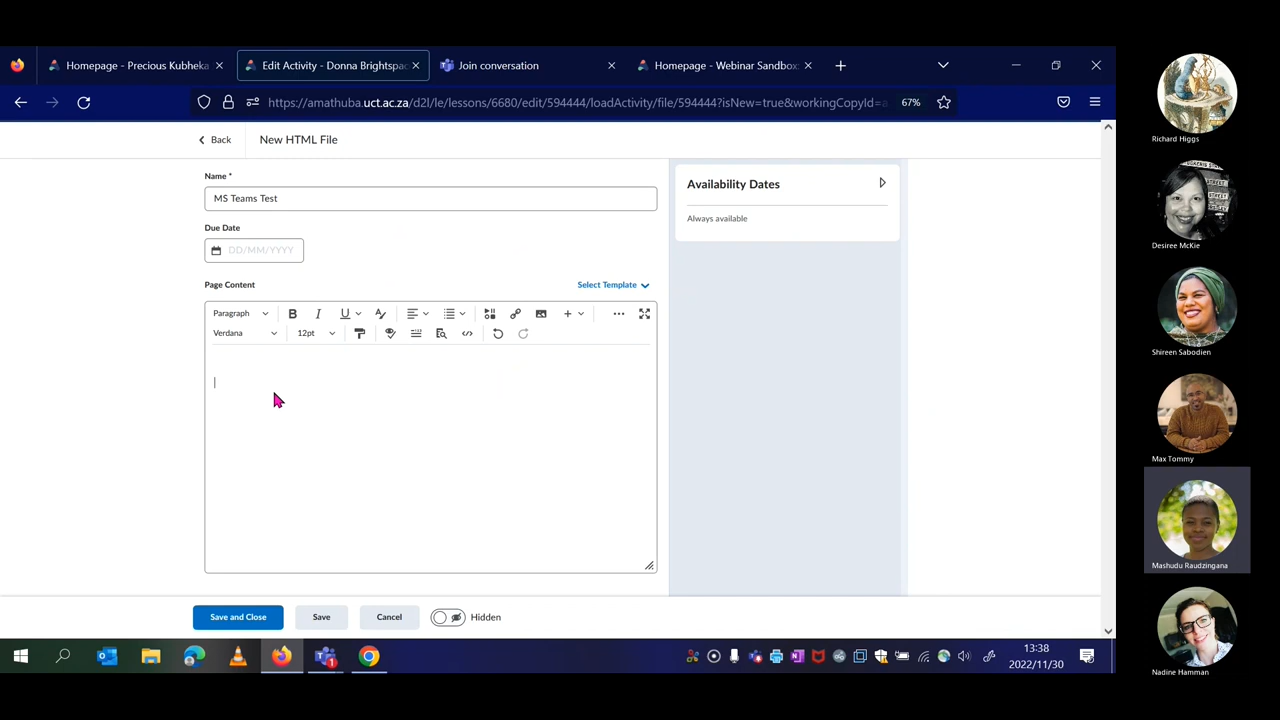 Homepage - Precious Kubheka
Edit Activity - Donna Brightspac
Join conversation
Homepage - Webinar Sandbox:
https://amathuba.uct.ac.za/d2l/le/lessons/6680/edit/594444/loadActivity/file/594444?isNew=true&workingCopyId=a
67%
Back
New HTML File
Name *
MS Teams Test
Due Date
DD/MM/YYYY
Page Content
Select Template
Paragraph
B I U
Verdana
12pt
Availability Dates
Always available
Save and Close
Save
Cancel
Hidden
1
13:38
2022/11/30
Richard Higgs
Desiree McKie
Shireen Sabodien
Max Tommy
Mashudu Raudzingana
Nadine Hamman